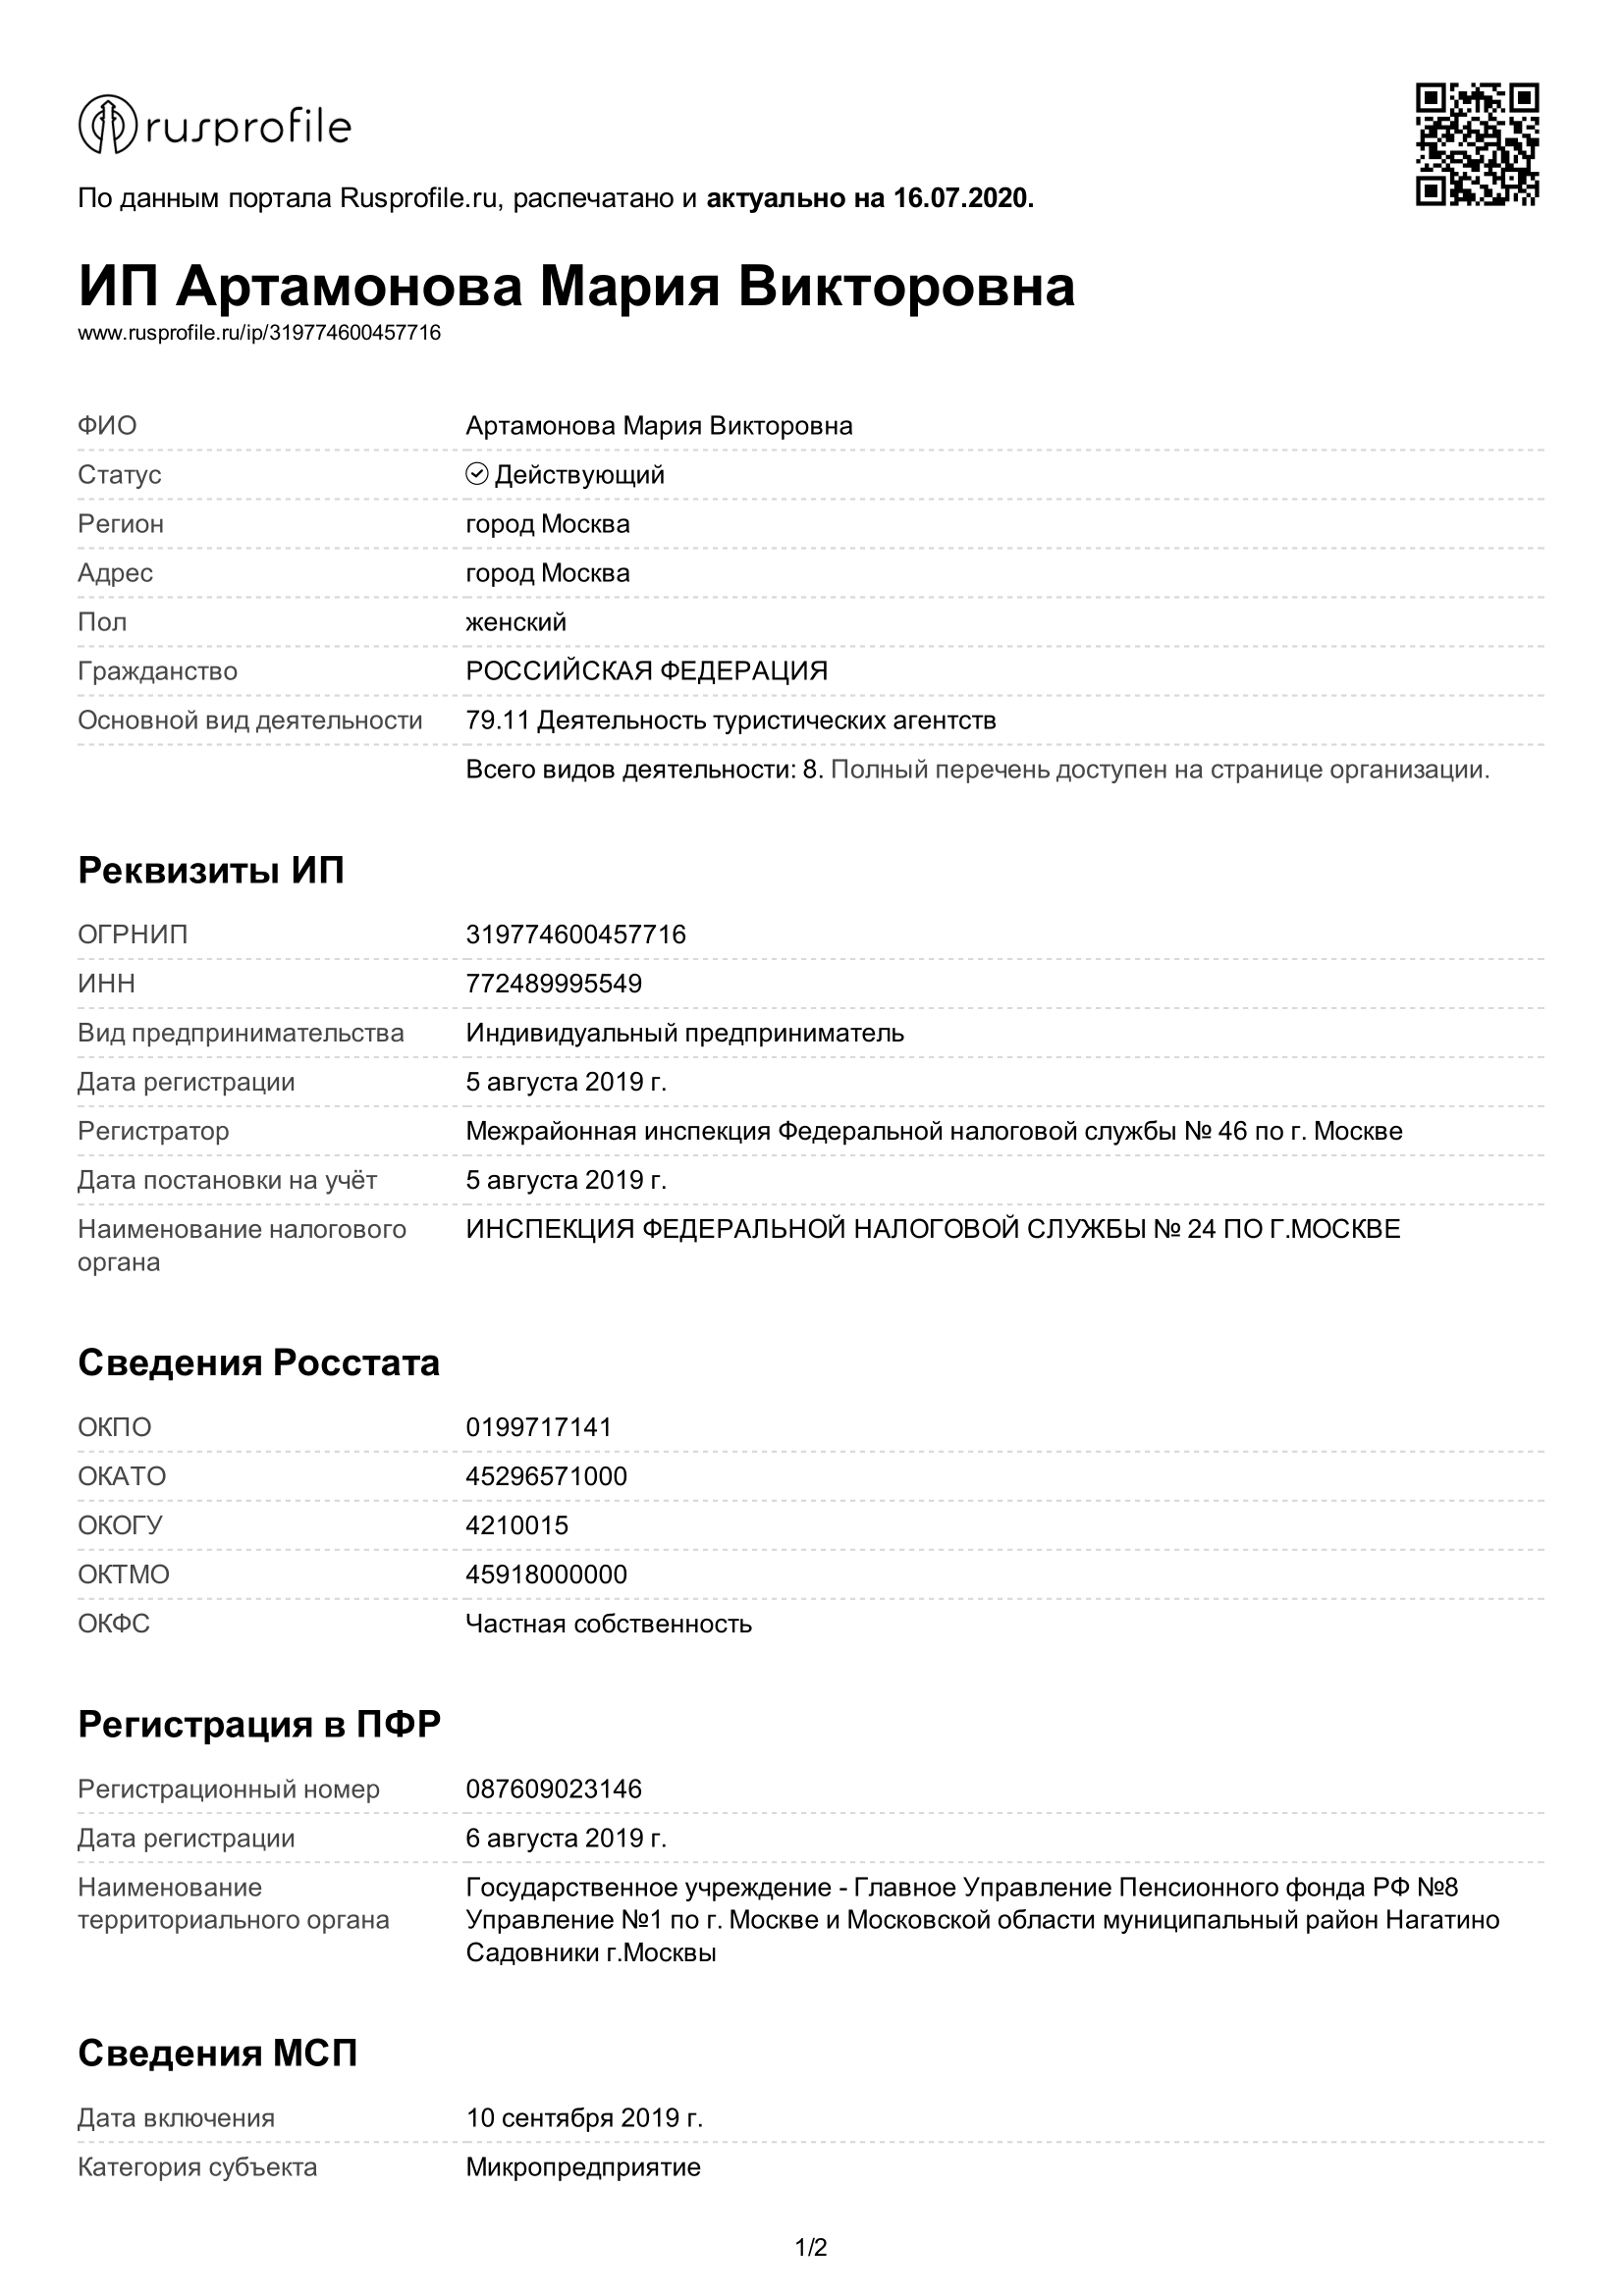 rusprofile
По данным портала Rusprofile.ru, распечатано и актуально на 16.07.2020.
ИП Артамонова Мария Викторовна
www.rusprofile.ru/ip/319774600457716
ФИО Артамонова Мария Викторовна
Статус Действующий
Регион город Москва
Адрес город Москва
Пол женский
Гражданство РОССИЙСКАЯ ФЕДЕРАЦИЯ
Основной вид деятельности 79.11 Деятельность туристических агентств
Всего видов деятельности: 8. Полный перечень доступен на странице организации.
Реквизиты ИП
ОГРНИП 319774600457716
ИНН 772489995549
Вид предпринимательства Индивидуальный предприниматель
Дата регистрации 5 августа 2019 г.
Регистратор Межрайонная инспекция Федеральной налоговой службы № 46 по г. Москве
Дата постановки на учёт 5 августа 2019 г.
Наименование налогового ИНСПЕКЦИЯ ФЕДЕРАЛЬНОЙ НАЛОГОВОЙ СЛУЖБЫ № 24 ПО Г.МОСКВЕ
органа
Сведения Росстата
ОКПО 0199717141
ОКАТО 45296571000
ОКОГУ 4210015
ОКТМО 45918000000
ОКФС Частная собственность
Регистрация в ПФР
Регистрационный номер 087609023146
Дата регистрации 6 августа 2019 г.
Наименование Государственное учреждение - Главное Управление Пенсионного фонда РФ №8
территориального органа Управление №1 по г. Москве и Московской области муниципальный район Нагатино
Садовники г.Москвы
Сведения МСП
Дата включения 10 сентября 2019 г.
Категория субъекта Микропредприятие
1/2